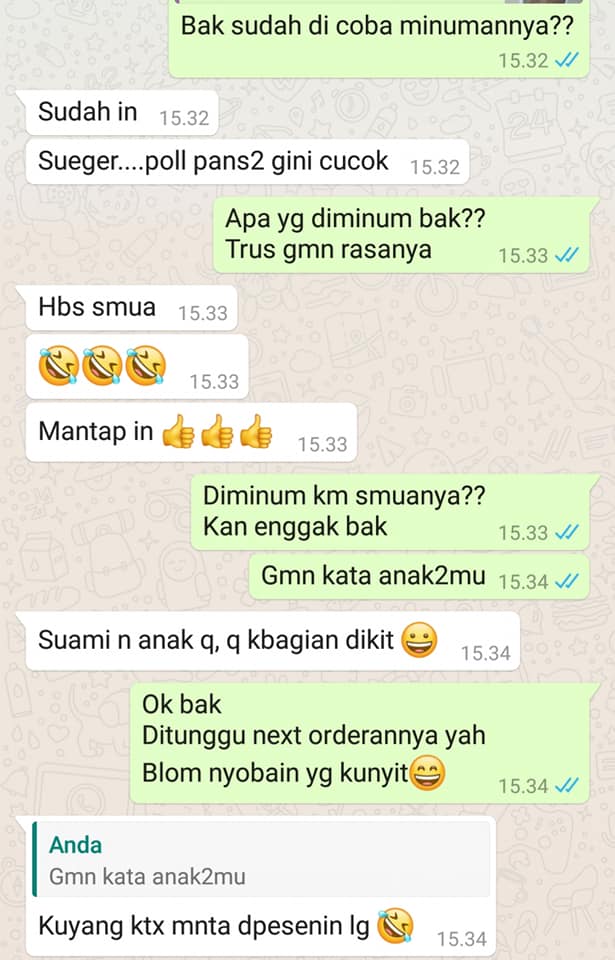 Bak sudah di coba minumannya??
15.32
Sudah in 15.32
Sueger....poll pans2 gini cucok 15.32
Apa yg diminum bak??
Trus gmn rasanya 15.33
Hbs smua 15.33
🤣🤣🤣 15.33
Mantap in 👍👍👍 15.33
Diminum km smuanya??
Kan enggak bak 15.33
Gmn kata anak2mu 15.34
Suami n anak q, q kbagian dikit 😀 15.34
Ok bak
Ditunggu next orderannya yah
Blom nyobain yg kunyit😄 15.34
Anda
Gmn kata anak2mu
Kuyang ktx mnta dpesenin lg 🤣 15.34